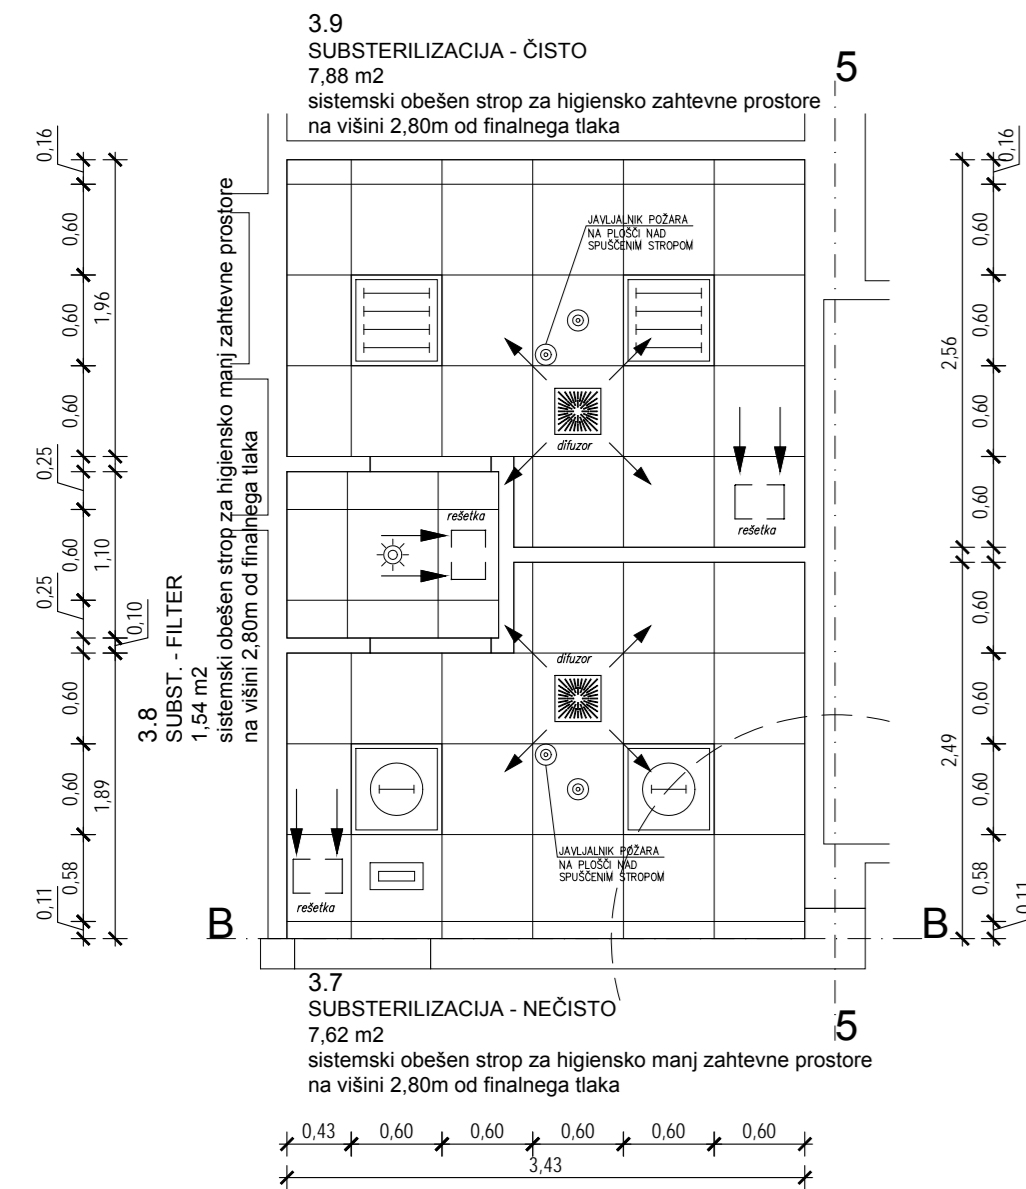 3.9
SUBSTERILIZACIJA - ČISTO
7,88 m2
sistemski obešen strop za higiensko zahtevne prostore
na višini 2,80m od finalnega tlaka
5
JAVLJALNIK POŽARA
NA PLOŠČI NAD
SPUŠČENIM STROPOM
difuzor
rešetka
rešetka
3.8
SUBST. - FILTER
1,54 m2
sistemski obešen strop za higiensko manj zahtevne prostore
na višini 2,80m od finalnega tlaka
0,16
0,60
0,60
0,60
0,25
0,60
0,25
0,60
0,60
0,58
0,11
1,96
1,10
0,10
1,89
2,56
2,49
0,16
0,60
0,60
0,60
0,60
0,60
0,60
0,60
0,58
0,11
difuzor
JAVLJALNIK POŽARA
NA PLOŠČI NAD
SPUŠČENIM STROPOM
rešetka
B
B
3.7
SUBSTERILIZACIJA - NEČISTO
7,62 m2
sistemski obešen strop za higiensko manj zahtevne prostore
na višini 2,80m od finalnega tlaka
5
0,43 0,60 0,60 0,60 0,60 0,60
3,43